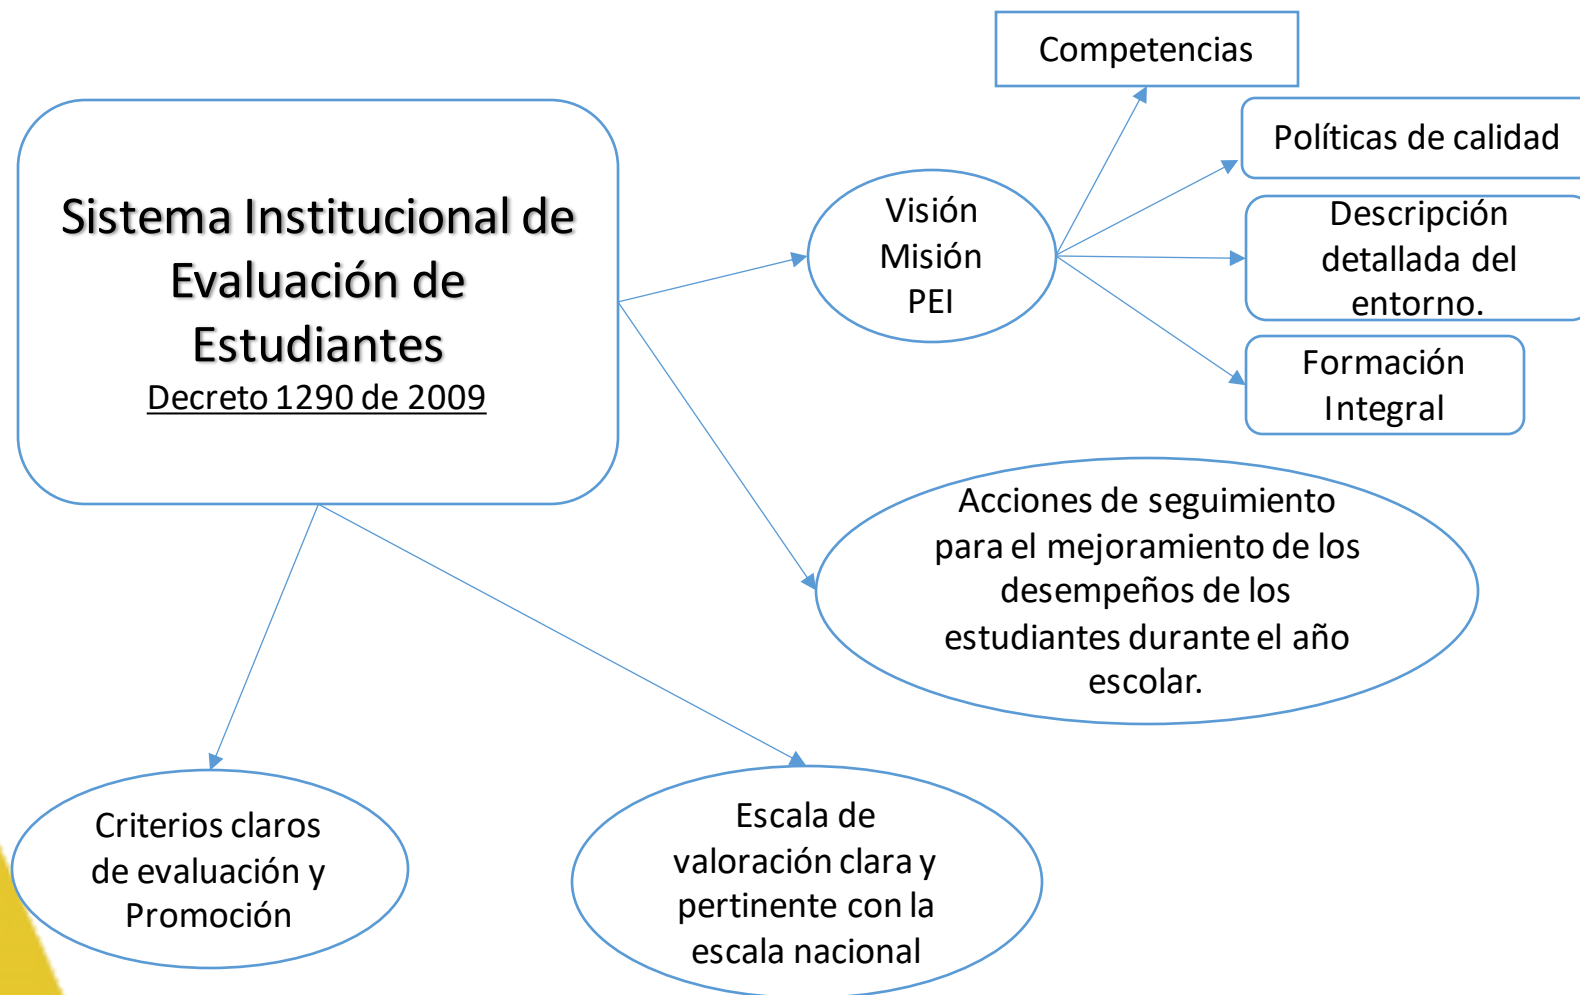 Sistema Institucional de
Evaluación de
Estudiantes
Decreto 1290 de 2009
Visión
Misión
PEI
Competencias
Políticas de calidad
Descripción
detallada del
entorno.
Formación
Integral
Acciones de seguimiento
para el mejoramiento de los
desempeños de los
estudiantes durante el año
escolar.
Criterios claros
de evaluación y
Promoción
Escala de
valoración clara y
pertinente con la
escala nacional